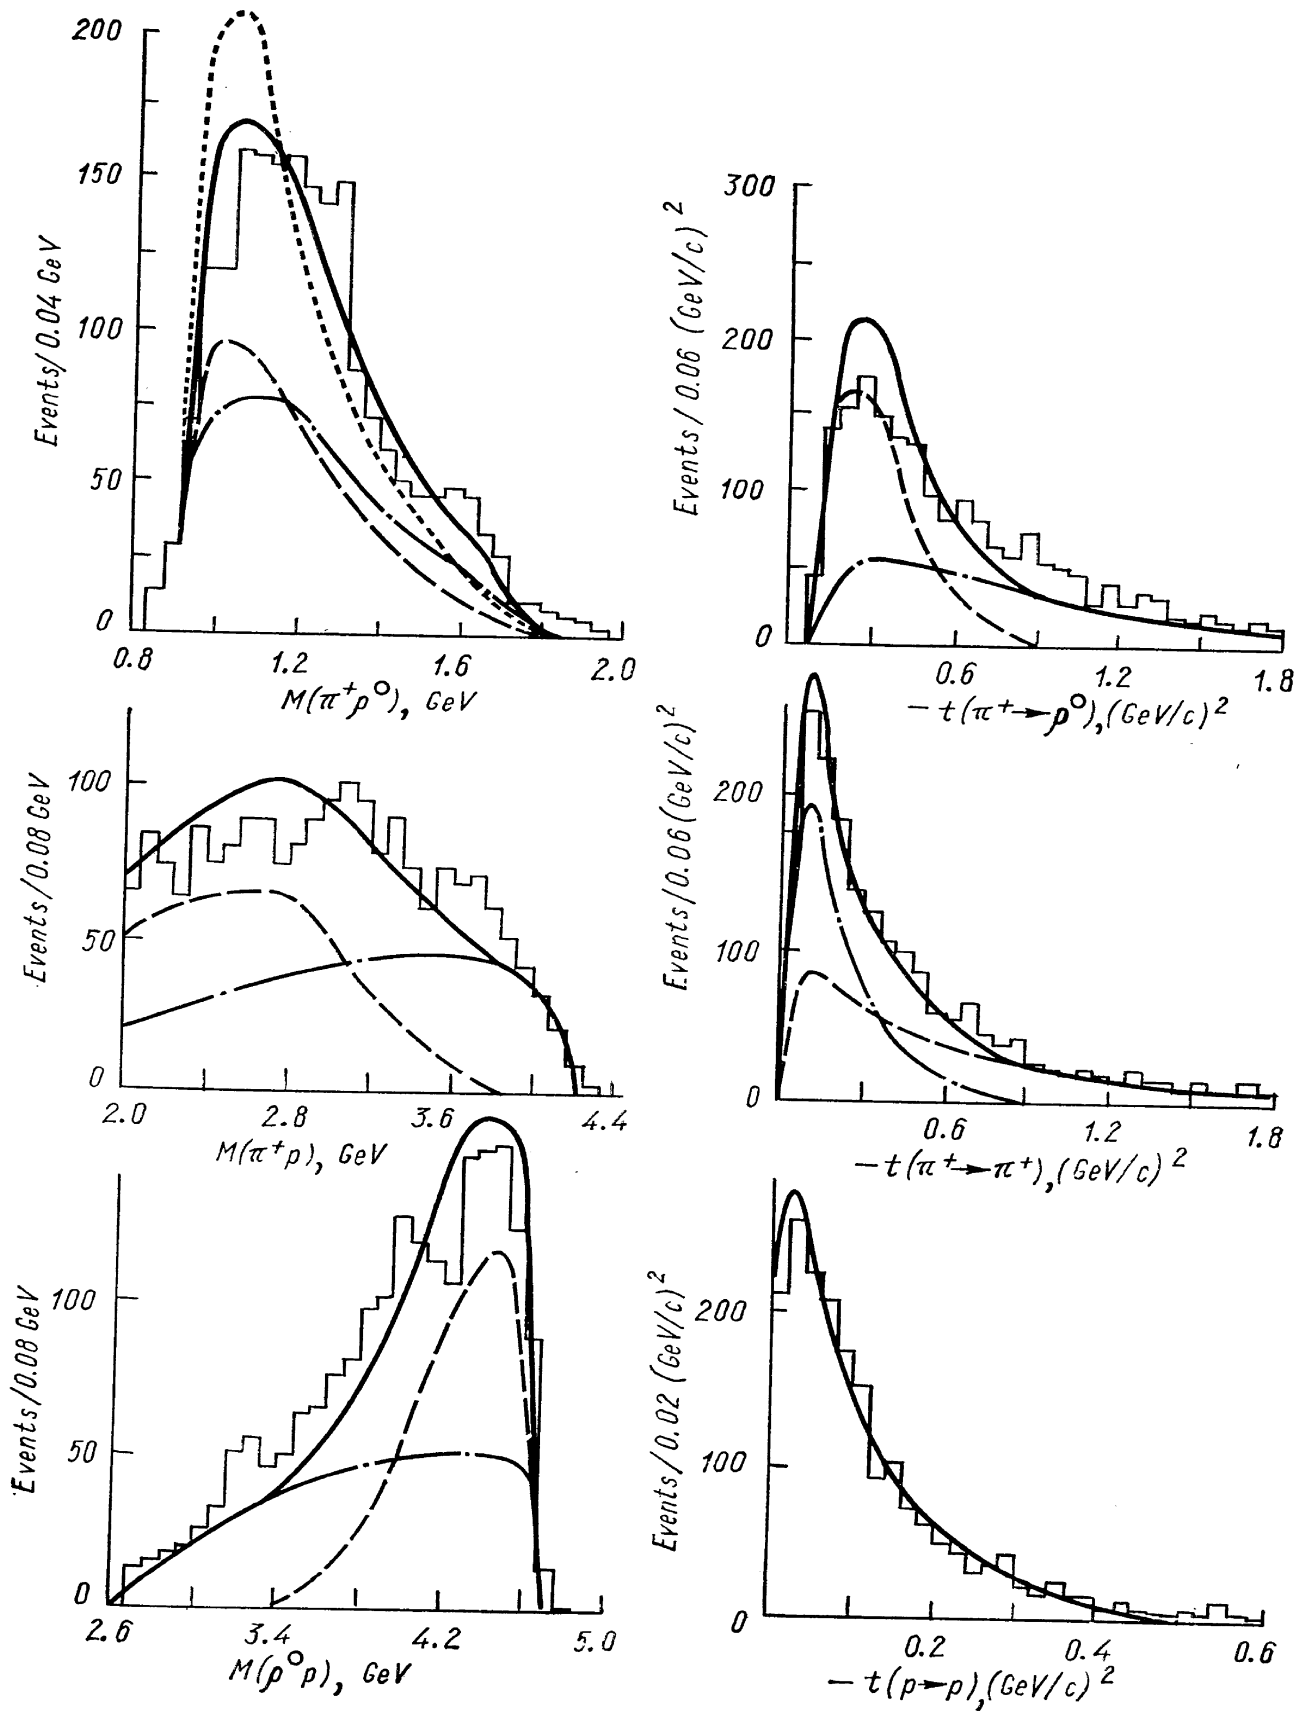 200
150
100
50
0
Events/0.04 GeV
0.8 1.2 1.6 2.0
M(π⁺ρ⁰), GeV
300
200
100
0
Events/0.06 (GeV/c)²
0.6 1.2 1.8
−t(π⁺→ρ⁰),(GeV/c)²
100
50
0
Events/0.08 GeV
2.0 2.8 3.6 4.4
M(π⁺p), GeV
200
100
0
Events/0.06(GeV/c)²
0.6 1.2 1.8
−t(π⁺→π⁺),(GeV/c)²
100
50
0
Events/0.08 GeV
2.6 3.4 4.2 5.0
M(ρ⁰p), GeV
200
100
0
Events/0.02 (GeV/c)²
0.2 0.4 0.6
−t(p→p),(GeV/c)²